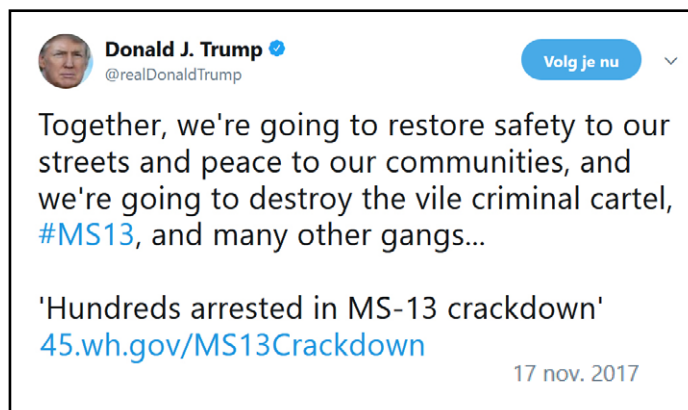 Donald J. Trump
@realDonaldTrump
Volg je nu
Together, we're going to restore safety to our
streets and peace to our communities, and
we're going to destroy the vile criminal cartel,
#MS13, and many other gangs...
'Hundreds arrested in MS-13 crackdown'
45.wh.gov/MS13Crackdown
17 nov. 2017